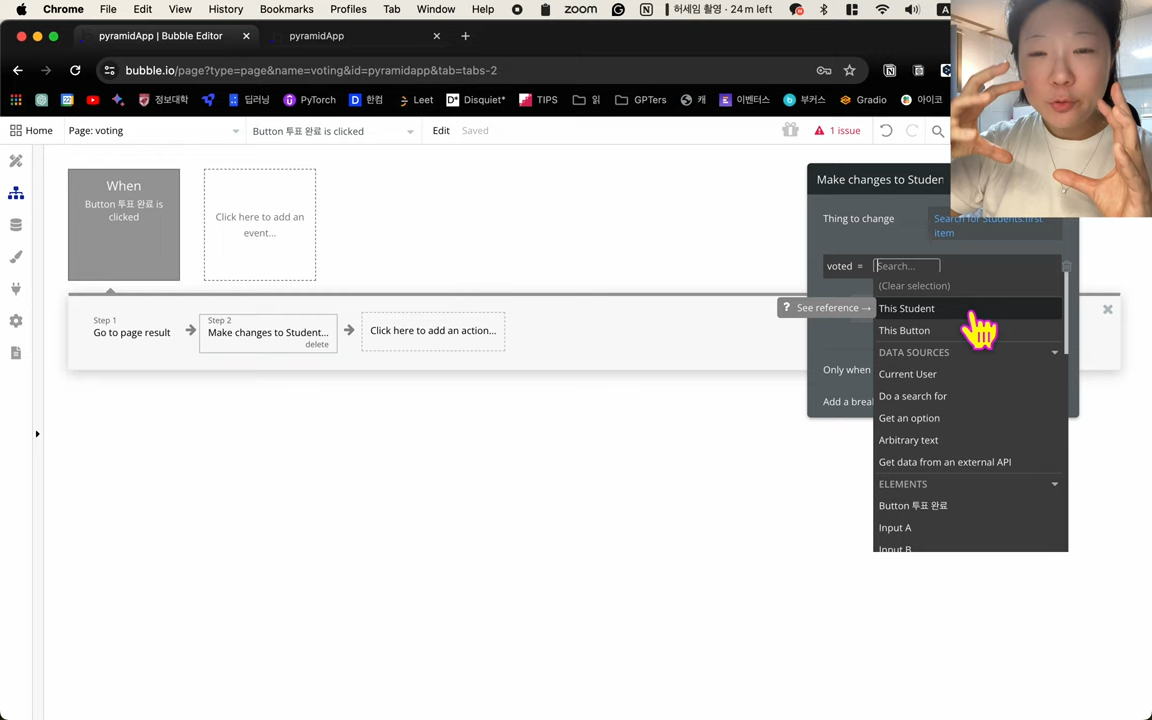 Chrome File Edit View History Bookmarks Profiles Tab Window Help zoom 허세임 촬영 · 24 m left
pyramidApp | Bubble Editor pyramidApp
bubble.io/page?type=page&name=voting&id=pyramidapp&tab=tabs-2
정보대학 딥러닝 PyTorch 한컴 Leet Disquiet* TIPS 읽 GPTers 캐 이벤터스 부커스 Gradio 아이코
Home Page: voting Button 투표 완료 is clicked Edit Saved 1 issue
When
Button 투표 완료 is
clicked
Click here to add an
event...
Step 1
Go to page result
Step 2
Make changes to Student...
delete
Click here to add an action...
Make changes to Studen
Thing to change
Search for Students:first
item
voted =
Search...
(Clear selection)
? See reference →
This Student
This Button
DATA SOURCES
Only when
Current User
Do a search for
Get an option
Arbitrary text
Get data from an external API
ELEMENTS
Button 투표 완료
Input A
Input B